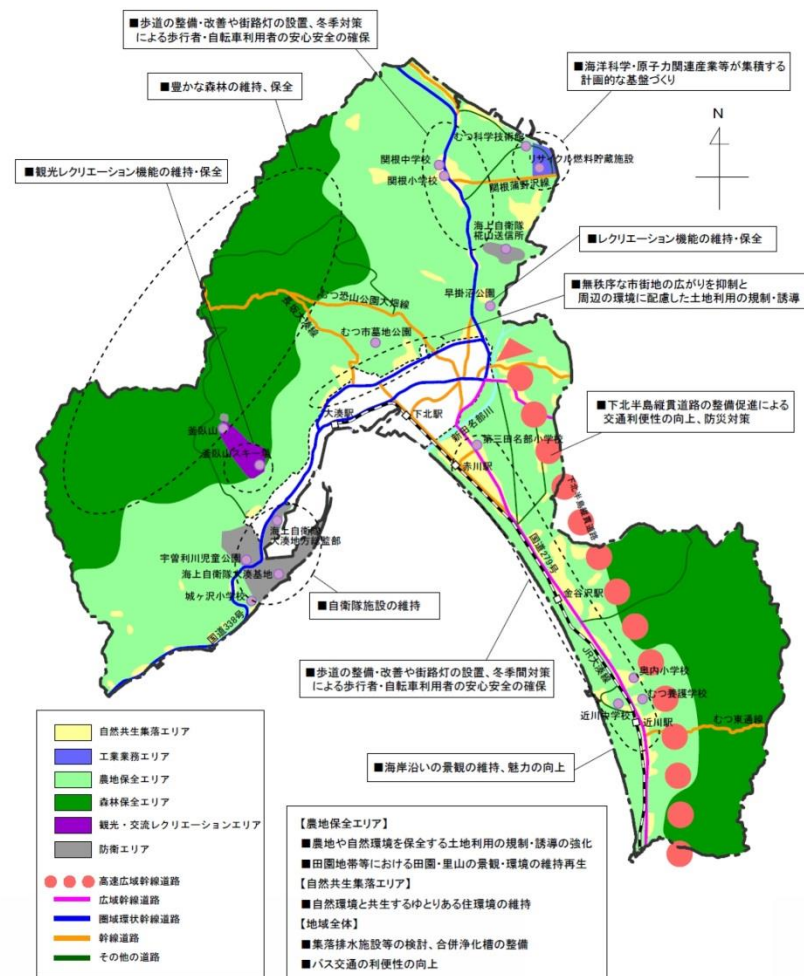 ■歩道の整備・改善や街路灯の設置、冬季対策
による歩行者・自転車利用者の安心安全の確保
■豊かな森林の維持、保全
■海洋科学・原子力関連産業等が集積する
計画的な基盤づくり
N
■観光レクリエーション機能の維持・保全
むつ科学技術館
リサイクル燃料貯蔵施設
関根中学校
関根小学校
関根蒲野沢線
海上自衛隊
樺山送信所
■レクリエーション機能の維持・保全
早掛沼公園
■無秩序な市街地の広がりを抑制と
周辺の環境に配慮した土地利用の規制・誘導
むつ恐山公園大畑線
長坂大湊線
むつ市墓地公園
大湊駅
下北駅
新田名部川
第三田名部小学校
赤川駅
■下北半島縦貫道路の整備促進による
交通利便性の向上、防災対策
下北半島縦貫道路
釜臥山
釜臥山スキー場
海上自衛隊
大湊地方総監部
宇曽利川児童公園
海上自衛隊大湊基地
城ヶ沢小学校
国道338号
■自衛隊施設の維持
国道279号
金谷沢駅
JR大湊線
奥内小学校
むつ養護学校
近川中学校
近川駅
むつ東通線
■歩道の整備・改善や街路灯の設置、冬季間対策
による歩行者・自転車利用者の安心安全の確保
■海岸沿いの景観の維持、魅力の向上
自然共生集落エリア
工業業務エリア
農地保全エリア
森林保全エリア
観光・交流レクリエーションエリア
防衛エリア
高速広域幹線道路
広域幹線道路
圏域環状幹線道路
幹線道路
その他の道路
【農地保全エリア】
■農地や自然環境を保全する土地利用の規制・誘導の強化
■田園地帯等における田園・里山の景観・環境の維持再生
【自然共生集落エリア】
■自然環境と共生するゆとりある住環境の維持
【地域全体】
■集落排水施設等の検討、合併浄化槽の整備
■バス交通の利便性の向上